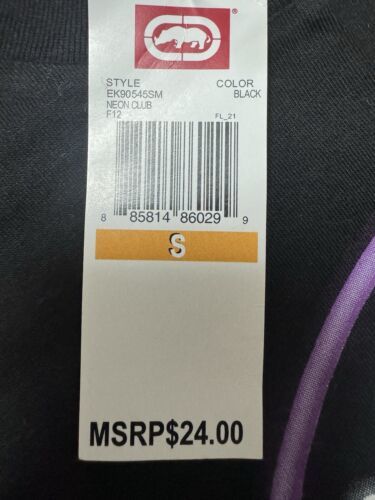 STYLE COLOR
EK90545SM BLACK
NEON CLUB
F12 FL_21
8 85814 86029 9
S
MSRP$24.00